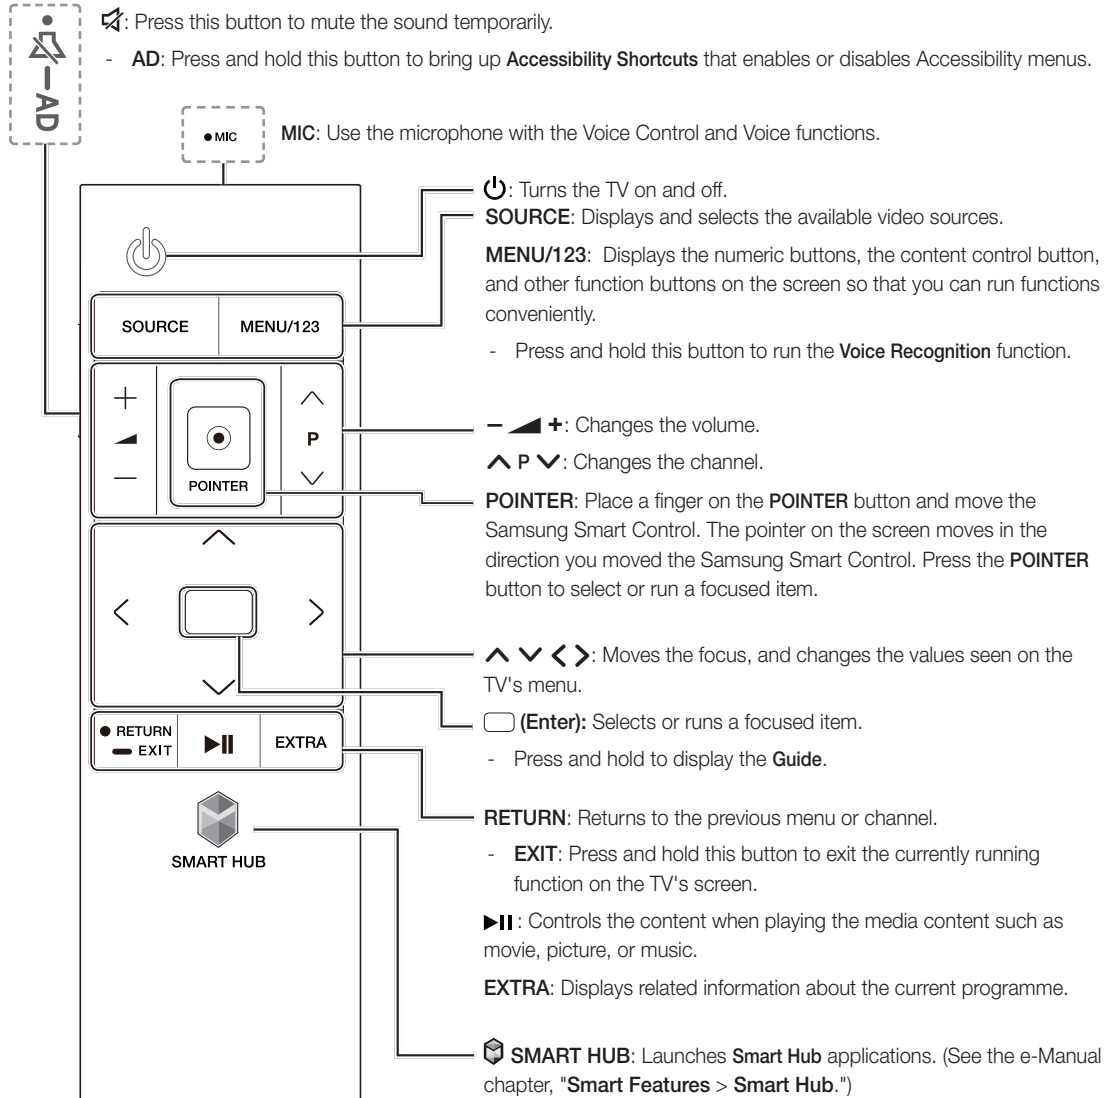 : Press this button to mute the sound temporarily.
- AD: Press and hold this button to bring up Accessibility Shortcuts that enables or disables Accessibility menus.
AD
MIC
MIC: Use the microphone with the Voice Control and Voice functions.
: Turns the TV on and off.
SOURCE: Displays and selects the available video sources.
MENU/123: Displays the numeric buttons, the content control button,
and other function buttons on the screen so that you can run functions
conveniently.
- Press and hold this button to run the Voice Recognition function.
SOURCE
MENU/123
+
P
−
POINTER
− +: Changes the volume.
P : Changes the channel.
POINTER: Place a finger on the POINTER button and move the
Samsung Smart Control. The pointer on the screen moves in the
direction you moved the Samsung Smart Control. Press the POINTER
button to select or run a focused item.
: Moves the focus, and changes the values seen on the
TV's menu.
(Enter): Selects or runs a focused item.
- Press and hold to display the Guide.
RETURN
EXIT
EXTRA
RETURN: Returns to the previous menu or channel.
- EXIT: Press and hold this button to exit the currently running
function on the TV's screen.
: Controls the content when playing the media content such as
movie, picture, or music.
EXTRA: Displays related information about the current programme.
SMART HUB
SMART HUB: Launches Smart Hub applications. (See the e-Manual
chapter, "Smart Features > Smart Hub.")